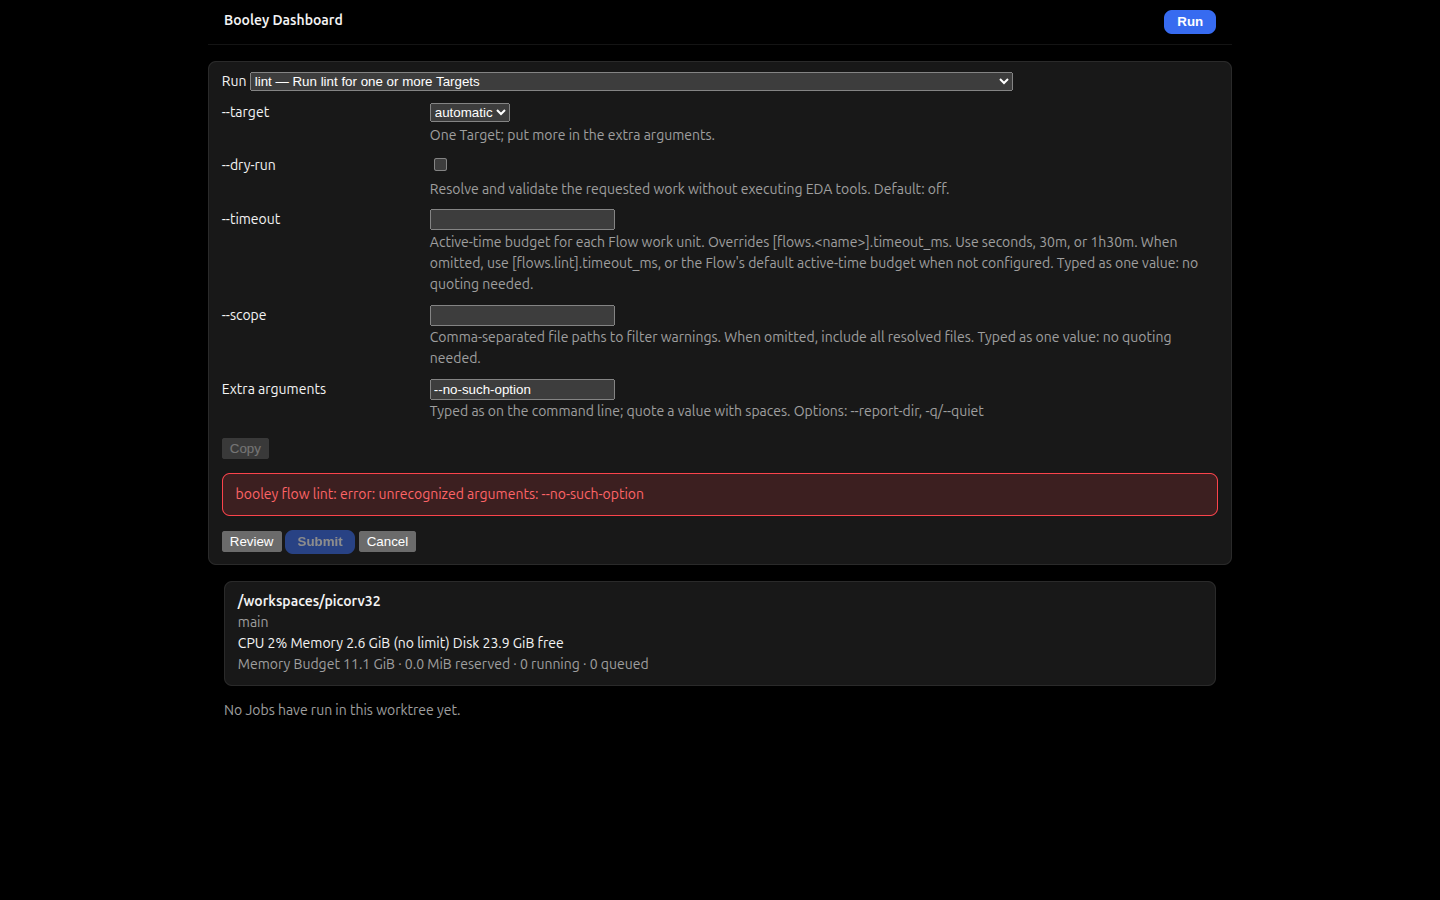 Booley Dashboard
Run
Run lint — Run lint for one or more Targets
--target automatic
One Target; put more in the extra arguments.
--dry-run
Resolve and validate the requested work without executing EDA tools. Default: off.
--timeout
Active-time budget for each Flow work unit. Overrides [flows.<name>].timeout_ms. Use seconds, 30m, or 1h30m. When
omitted, use [flows.lint].timeout_ms, or the Flow's default active-time budget when not configured. Typed as one value: no
quoting needed.
--scope
Comma-separated file paths to filter warnings. When omitted, include all resolved files. Typed as one value: no quoting
needed.
Extra arguments --no-such-option
Typed as on the command line; quote a value with spaces. Options: --report-dir, -q/--quiet
Copy
booley flow lint: error: unrecognized arguments: --no-such-option
Review Submit Cancel
/workspaces/picorv32
main
CPU 2% Memory 2.6 GiB (no limit) Disk 23.9 GiB free
Memory Budget 11.1 GiB · 0.0 MiB reserved · 0 running · 0 queued
No Jobs have run in this worktree yet.